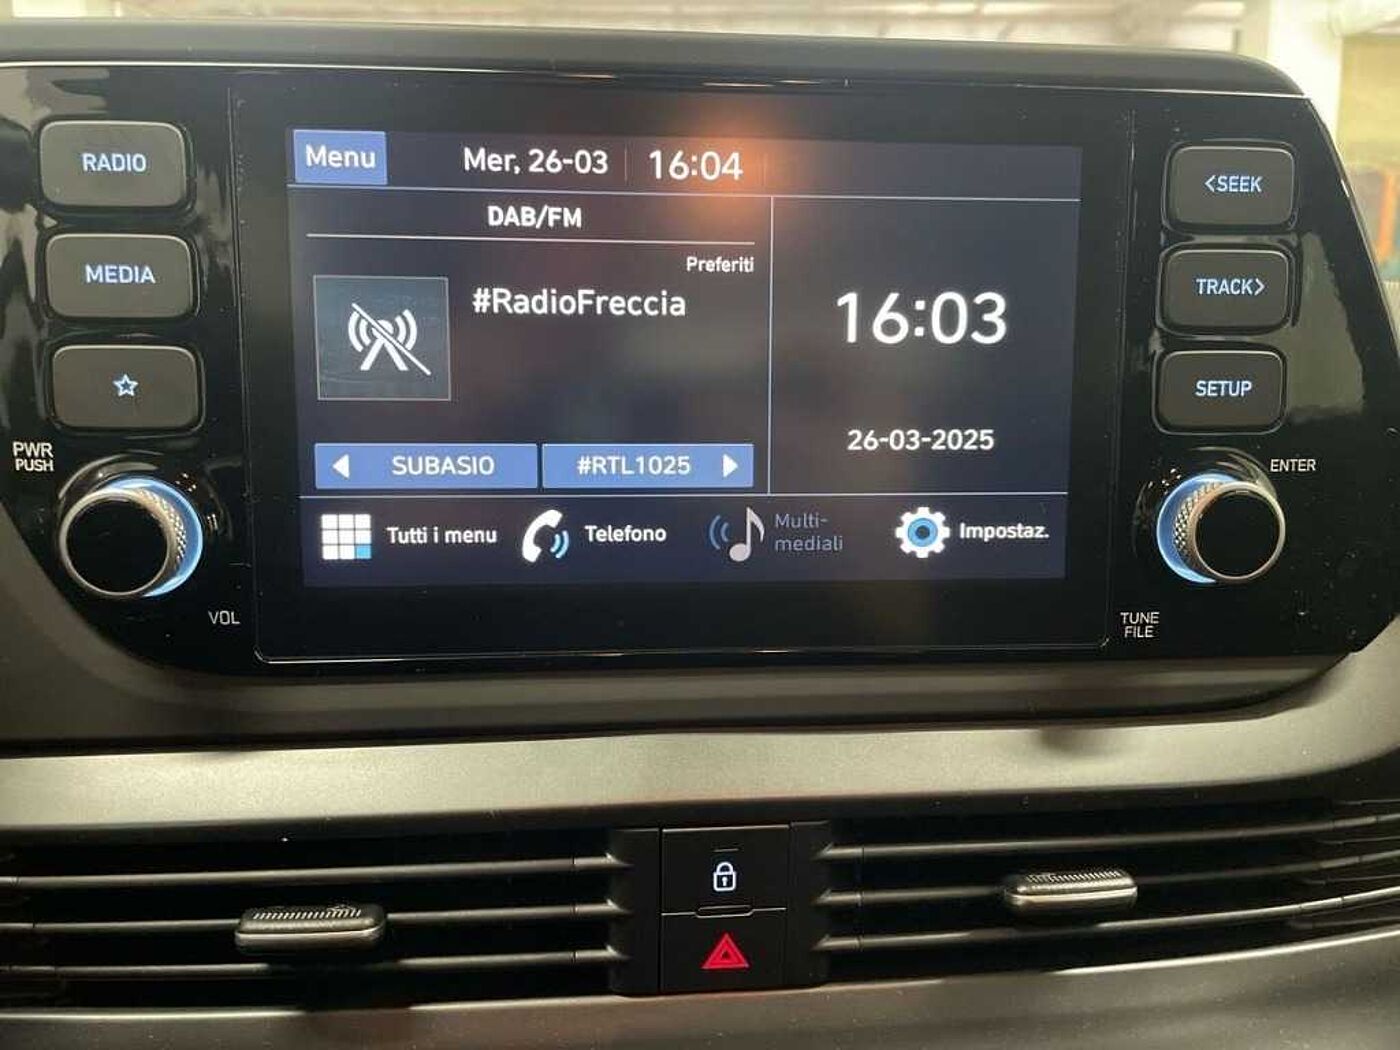 RADIO
MEDIA
PWR
PUSH
VOL
Menu
Mer, 26-03
16:04
DAB/FM
Preferiti
#RadioFreccia
SUBASIO
#RTL1025
16:03
26-03-2025
Tutti i menu
Telefono
Multi-
mediali
Impostaz.
<SEEK
TRACK>
SETUP
ENTER
TUNE
FILE